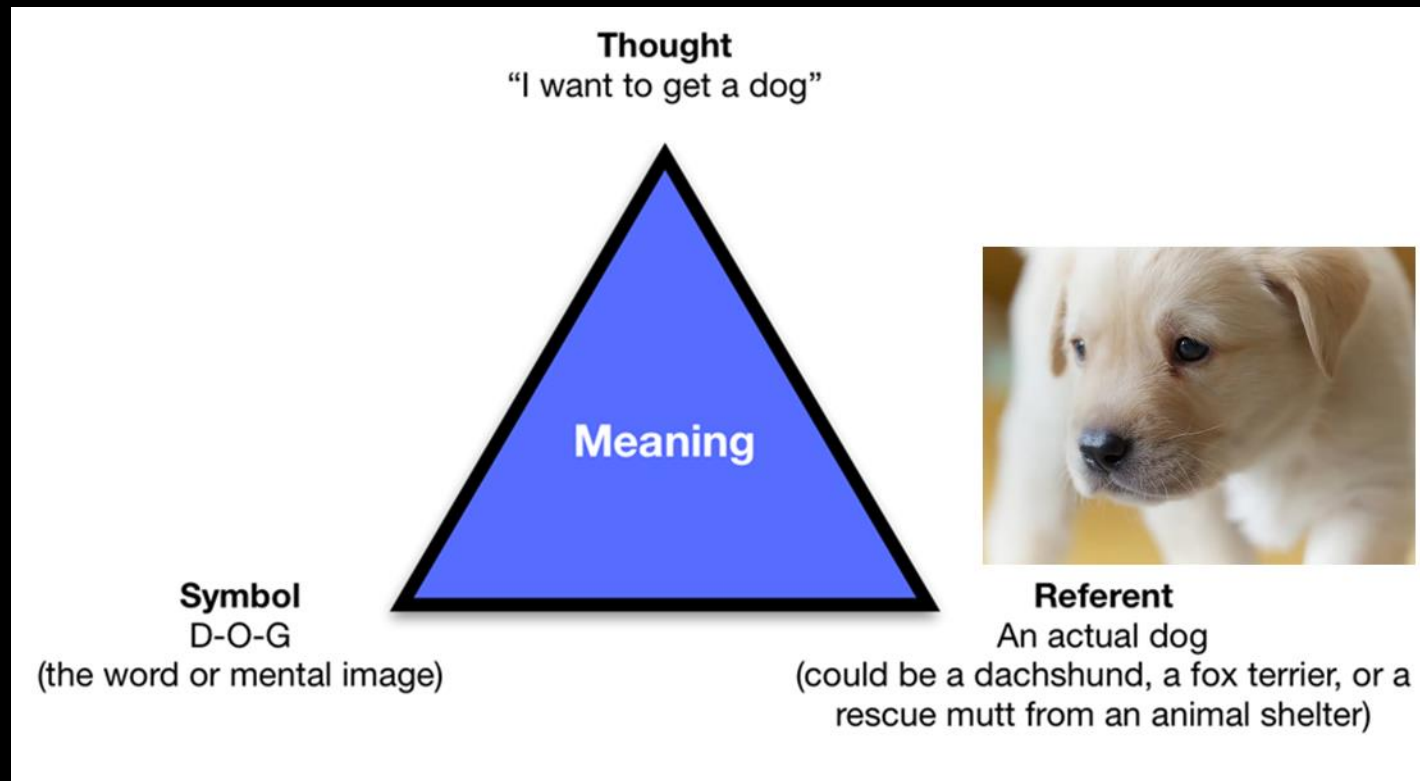 Thought
“I want to get a dog”
Meaning
Symbol
D-O-G
(the word or mental image)
Referent
An actual dog
(could be a dachshund, a fox terrier, or a
rescue mutt from an animal shelter)